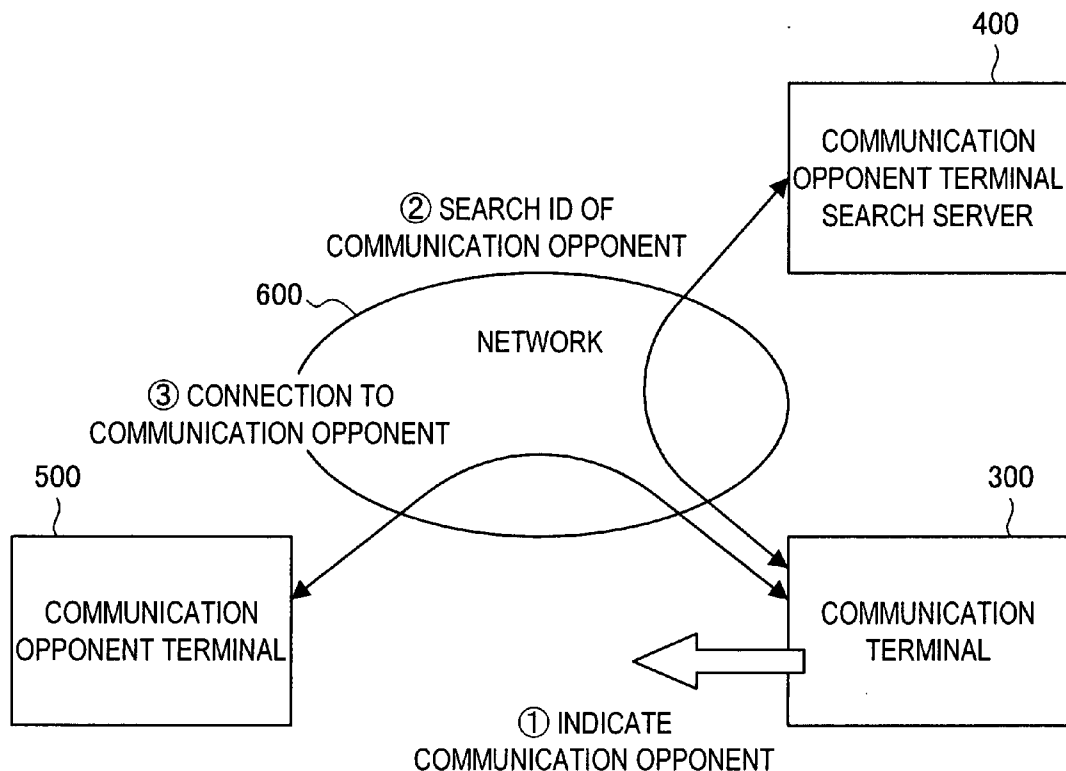 400
COMMUNICATION
OPPONENT TERMINAL
SEARCH SERVER
② SEARCH ID OF
COMMUNICATION OPPONENT
600
NETWORK
③ CONNECTION TO
COMMUNICATION OPPONENT
500
COMMUNICATION
OPPONENT TERMINAL
300
COMMUNICATION
TERMINAL
① INDICATE
COMMUNICATION OPPONENT